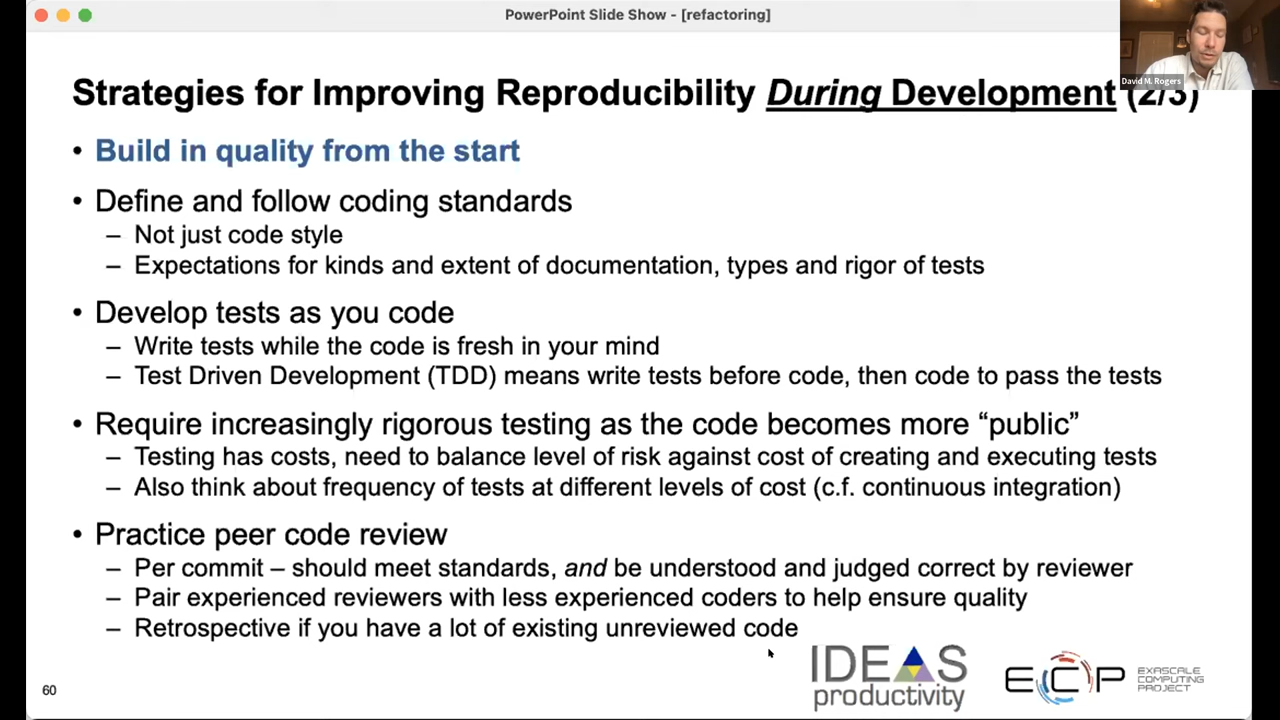 PowerPoint Slide Show - [refactoring]
David M. Rogers
Strategies for Improving Reproducibility During Development (2/3)
• Build in quality from the start
• Define and follow coding standards
– Not just code style
– Expectations for kinds and extent of documentation, types and rigor of tests
• Develop tests as you code
– Write tests while the code is fresh in your mind
– Test Driven Development (TDD) means write tests before code, then code to pass the tests
• Require increasingly rigorous testing as the code becomes more “public”
– Testing has costs, need to balance level of risk against cost of creating and executing tests
– Also think about frequency of tests at different levels of cost (c.f. continuous integration)
• Practice peer code review
– Per commit – should meet standards, and be understood and judged correct by reviewer
– Pair experienced reviewers with less experienced coders to help ensure quality
– Retrospective if you have a lot of existing unreviewed code
60
IDEAS
productivity
ECP
EXASCALE
COMPUTING
PROJECT